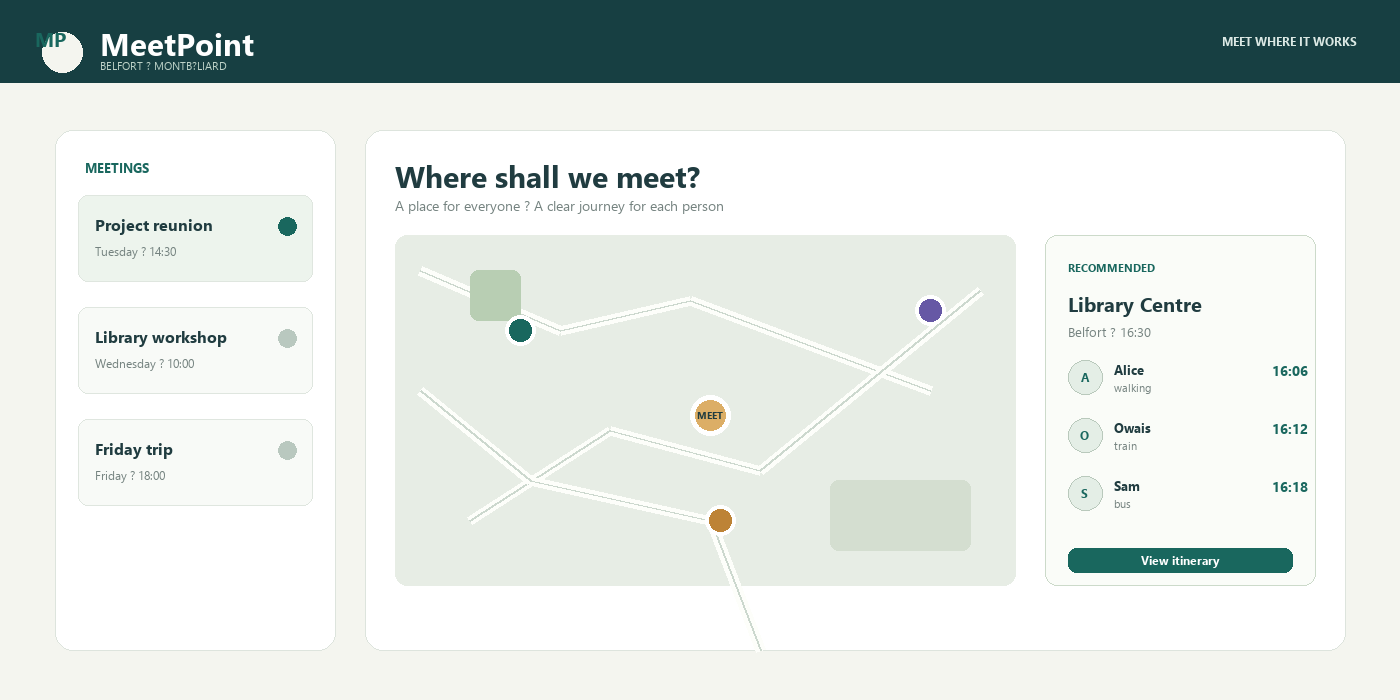 MP
MeetPoint
BELFORT ? MONTB?LIARD
MEET WHERE IT WORKS
MEETINGS
Project reunion
Tuesday ? 14:30
Library workshop
Wednesday ? 10:00
Friday trip
Friday ? 18:00
Where shall we meet?
A place for everyone ? A clear journey for each person
MEET
RECOMMENDED
Library Centre
Belfort ? 16:30
A
Alice
16:06
walking
O
Owais
16:12
train
S
Sam
16:18
bus
View itinerary